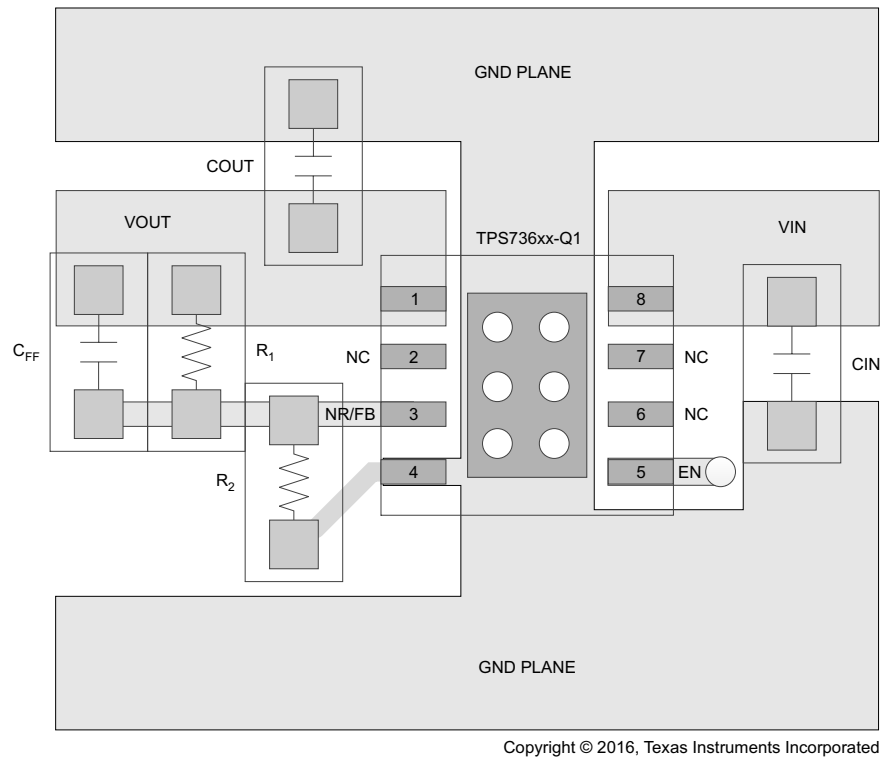 GND PLANE
COUT
VOUT
TPS736xx-Q1
VIN
1
8
CFF
R1
NC
2
7
NC
CIN
NR/FB
3
6
NC
R2
4
5
EN
GND PLANE
Copyright © 2016, Texas Instruments Incorporated